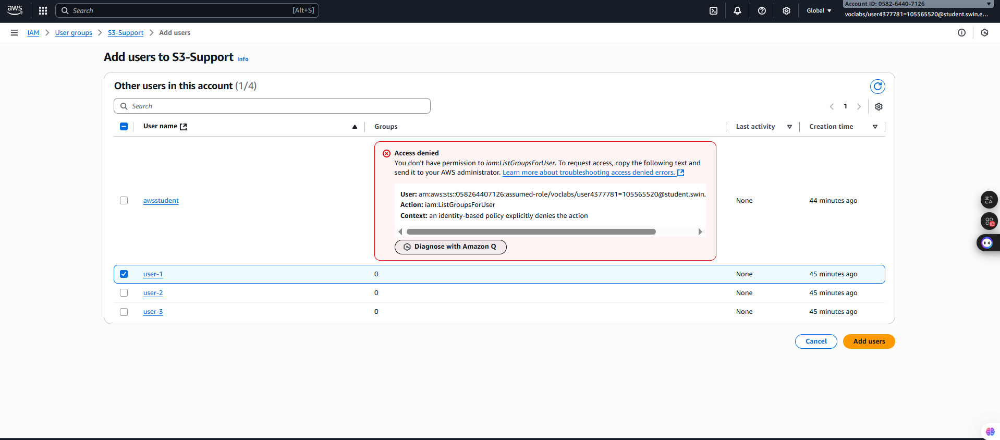 aws
Search
[Alt+S]
Global
Account ID: 0582-6440-7126
voclabs/user4377781=105565520@student.swin.e...
IAM > User groups > S3-Support > Add users
Add users to S3-Support Info
Other users in this account (1/4)
Search
1
User name
Groups
Last activity
Creation time
awsstudent
Access denied
You don't have permission to iam:ListGroupsForUser. To request access, copy the following text and
send it to your AWS administrator. Learn more about troubleshooting access denied errors.
User: arn:aws:sts::058264407126:assumed-role/voclabs/user4377781=105565520@student.swin.
Action: iam:ListGroupsForUser
Context: an identity-based policy explicitly denies the action
Diagnose with Amazon Q
None
44 minutes ago
user-1 0 None 45 minutes ago
user-2 0 None 45 minutes ago
user-3 0 None 45 minutes ago
Cancel
Add users